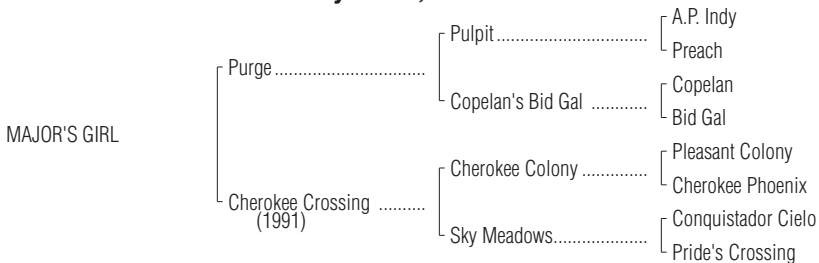 A.P. Indy
Pulpit................................
Preach
Purge................................
Copelan
Copelan's Bid Gal ............
Bid Gal
MAJOR'S GIRL
Pleasant Colony
Cherokee Colony ..............
Cherokee Phoenix
Cherokee Crossing ..........
(1991)
Conquistador Cielo
Sky Meadows....................
Pride's Crossing